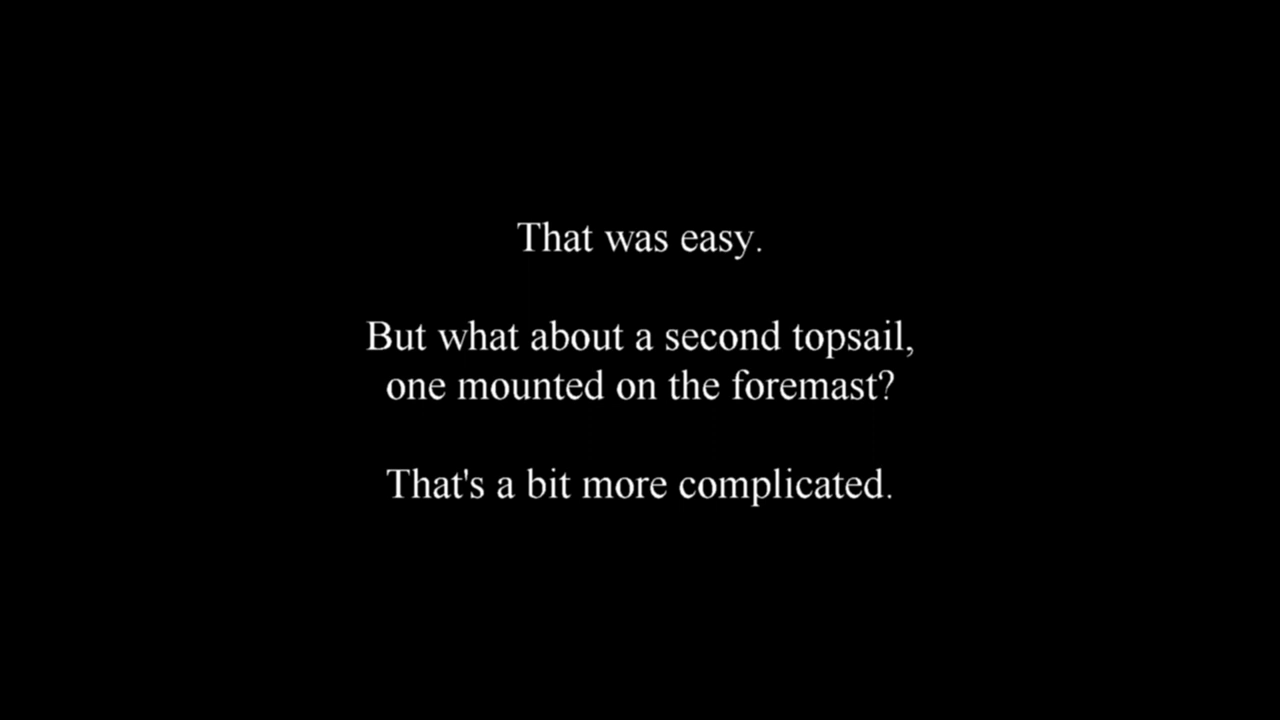 That was easy.
But what about a second topsail,
one mounted on the foremast?
That's a bit more complicated.